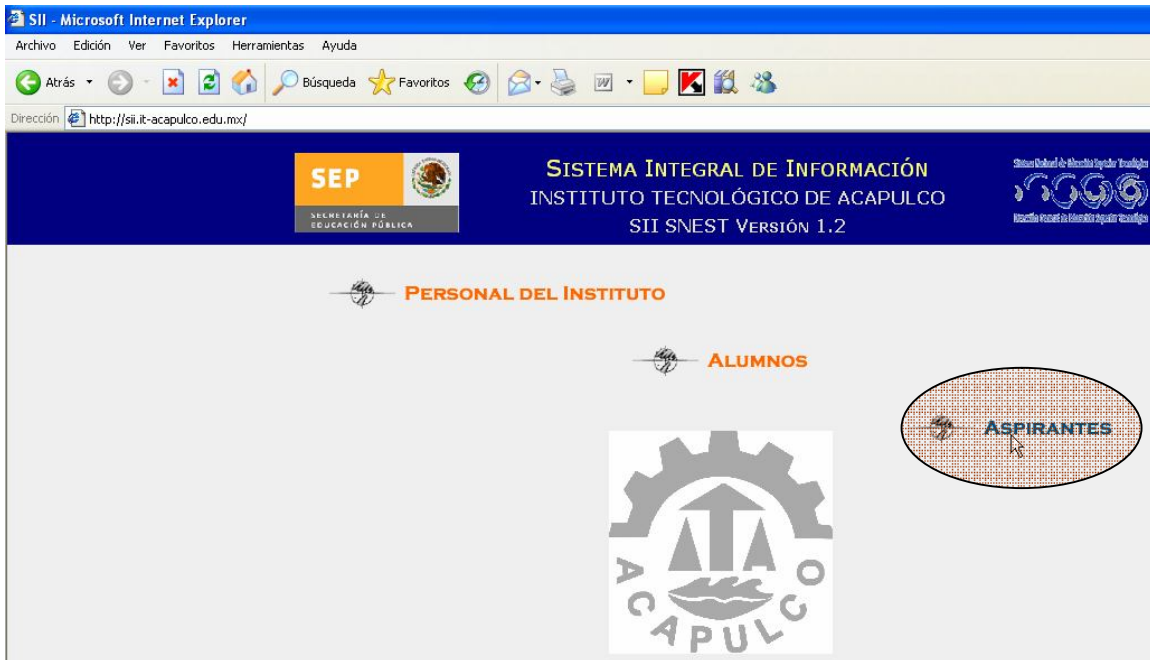 SII - Microsoft Internet Explorer
Archivo Edición Ver Favoritos Herramientas Ayuda
Atrás Búsqueda Favoritos
Dirección http://sii.it-acapulco.edu.mx/
SEP
SECRETARÍA DE
EDUCACIÓN PÚBLICA
SISTEMA INTEGRAL DE INFORMACIÓN
INSTITUTO TECNOLÓGICO DE ACAPULCO
SII SNEST VERSIÓN 1.2
PERSONAL DEL INSTITUTO
ALUMNOS
ASPIRANTES
ACAPULCO